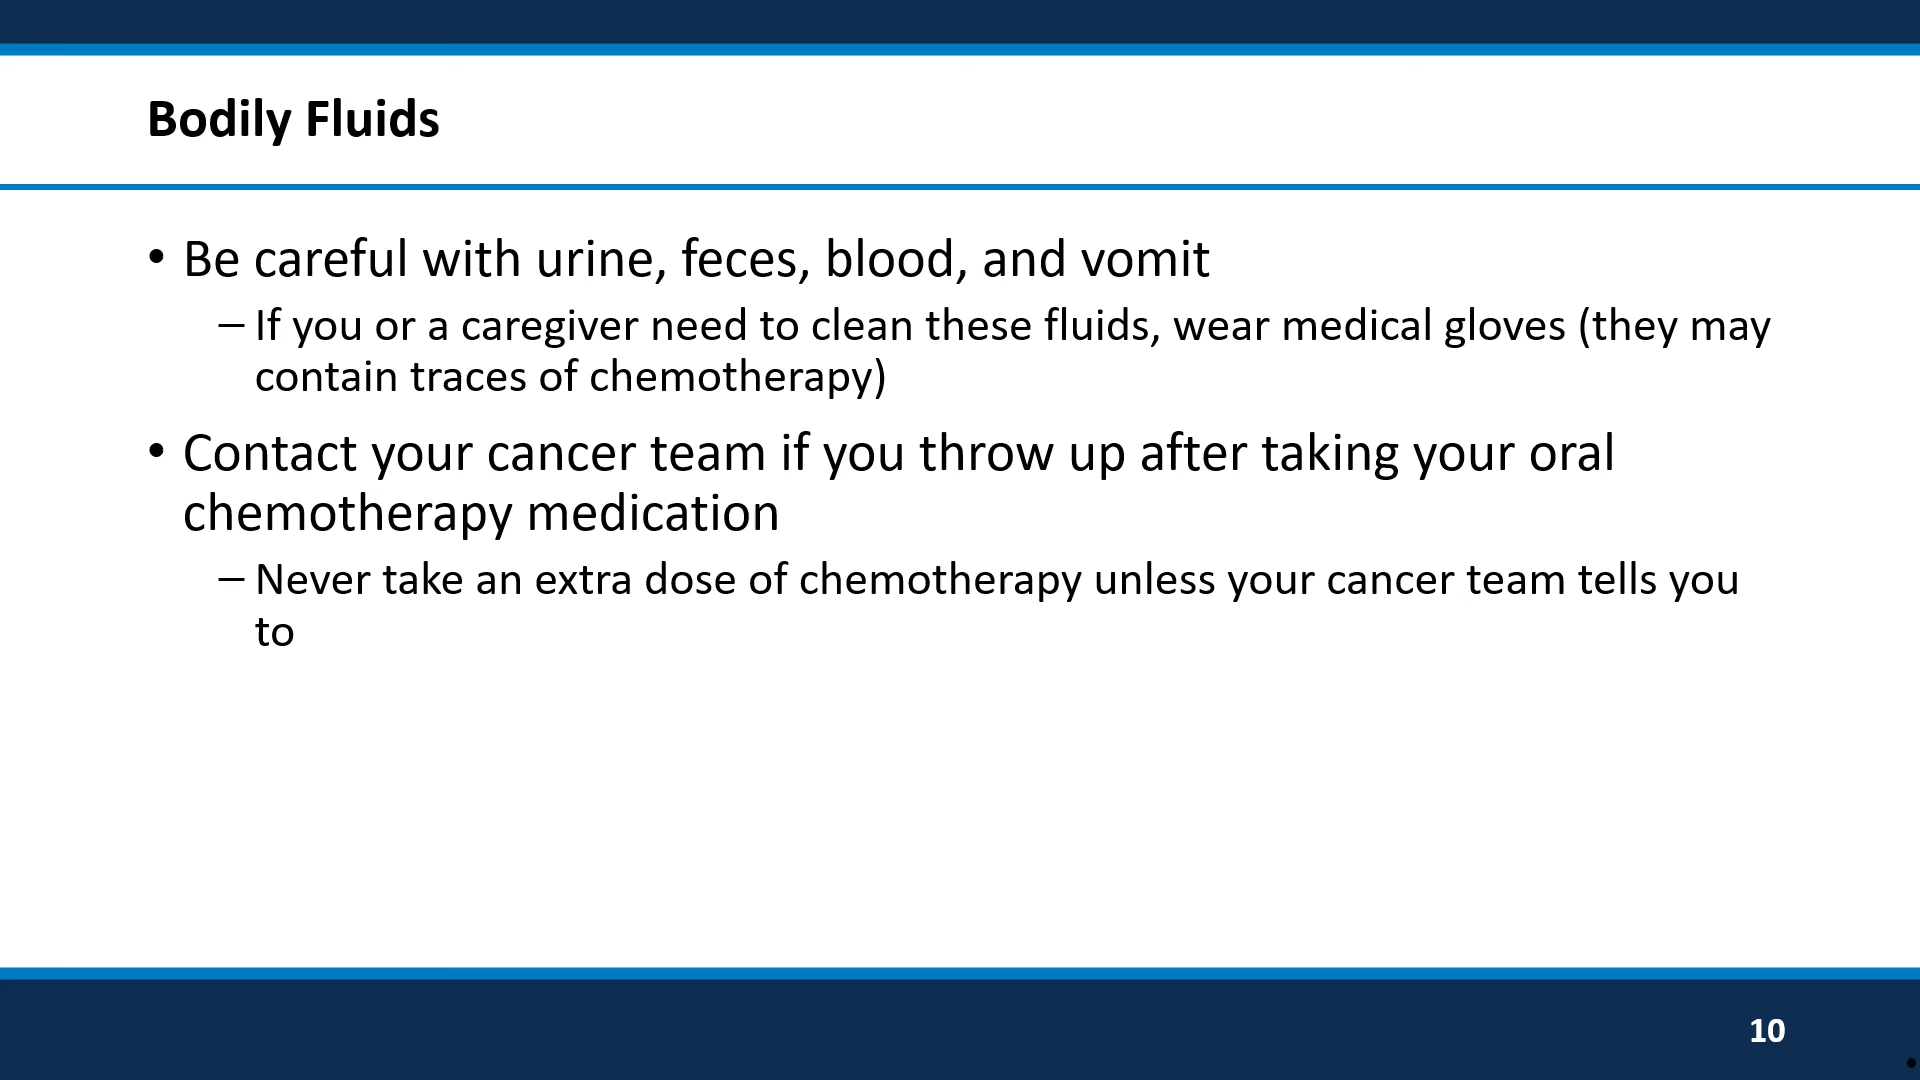 Bodily Fluids
• Be careful with urine, feces, blood, and vomit
– If you or a caregiver need to clean these fluids, wear medical gloves (they may
contain traces of chemotherapy)
• Contact your cancer team if you throw up after taking your oral
chemotherapy medication
– Never take an extra dose of chemotherapy unless your cancer team tells you
to
10